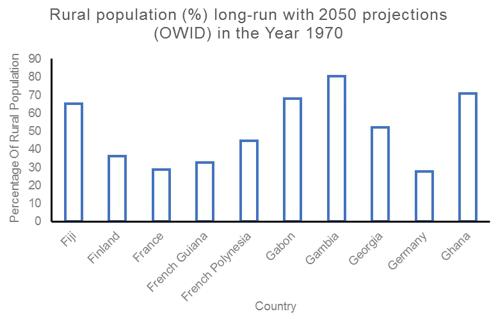 Rural population (%) long-run with 2050 projections
(OWID) in the Year 1970
Percentage Of Rural Population
90
80
70
60
50
40
30
20
10
0
Fiji
Finland
France
French Guiana
French Polynesia
Gabon
Gambia
Georgia
Germany
Ghana
Country